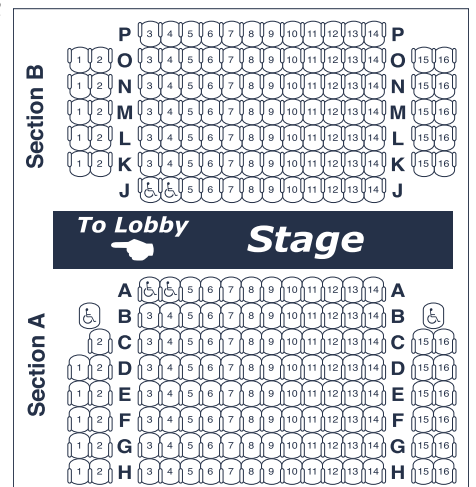 Section B
P 3 4 5 6 7 8 9 10 11 12 13 14 P
1 2 O 3 4 5 6 7 8 9 10 11 12 13 14 O 15 16
1 2 N 3 4 5 6 7 8 9 10 11 12 13 14 N 15 16
1 2 M 3 4 5 6 7 8 9 10 11 12 13 14 M 15 16
1 2 L 3 4 5 6 7 8 9 10 11 12 13 14 L 15 16
1 2 K 3 4 5 6 7 8 9 10 11 12 13 14 K 15 16
J 5 6 7 8 9 10 11 12 13 14 J
To Lobby
Stage
Section A
A 5 6 7 8 9 10 11 12 13 14 A
B 3 4 5 6 7 8 9 10 11 12 13 14 B
2 C 3 4 5 6 7 8 9 10 11 12 13 14 C 15 16
1 2 D 3 4 5 6 7 8 9 10 11 12 13 14 D 15 16
1 2 E 3 4 5 6 7 8 9 10 11 12 13 14 E 15 16
1 2 F 3 4 5 6 7 8 9 10 11 12 13 14 F 15 16
1 2 G 3 4 5 6 7 8 9 10 11 12 13 14 G 15 16
1 2 H 3 4 5 6 7 8 9 10 11 12 13 14 H 15 16